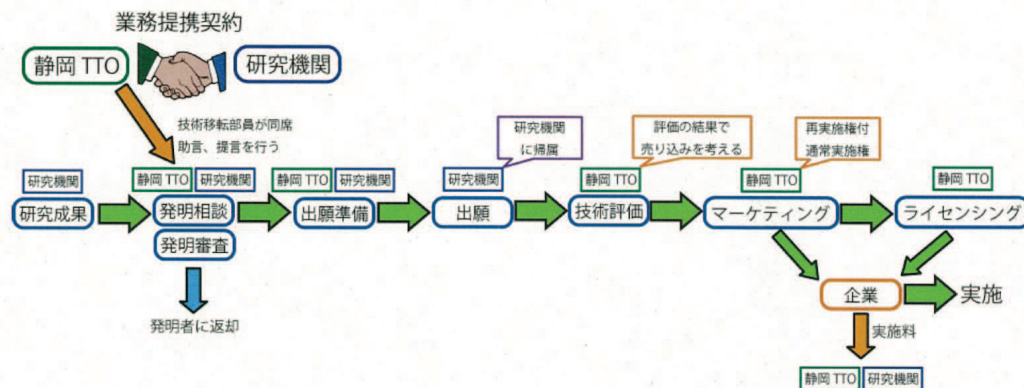 業務提携契約
静岡 TTO
研究機関
技術移転部員が同席
助言、提言を行う
研究機関
に帰属
評価の結果で
売り込みを考える
再実施権付
通常実施権
研究機関
静岡 TTO
研究機関
静岡 TTO
研究機関
研究機関
静岡 TTO
静岡 TTO
静岡 TTO
研究成果
発明相談
出願準備
出願
技術評価
マーケティング
ライセンシング
発明審査
発明者に返却
企業
実施
実施料
静岡 TTO
研究機関